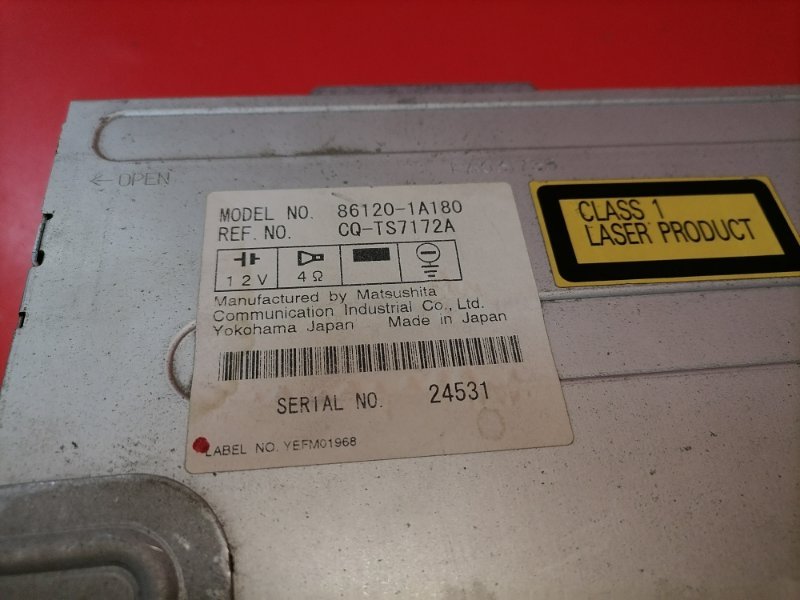 ←OPEN
MODEL NO. 86120-1A180
REF. NO. CQ-TS7172A
12V 4Ω
Manufactured by Matsushita
Communication Industrial Co., Ltd.
Yokohama Japan Made in Japan
SERIAL NO. 24531
LABEL NO. YEFM01968
CLASS 1
LASER PRODUCT